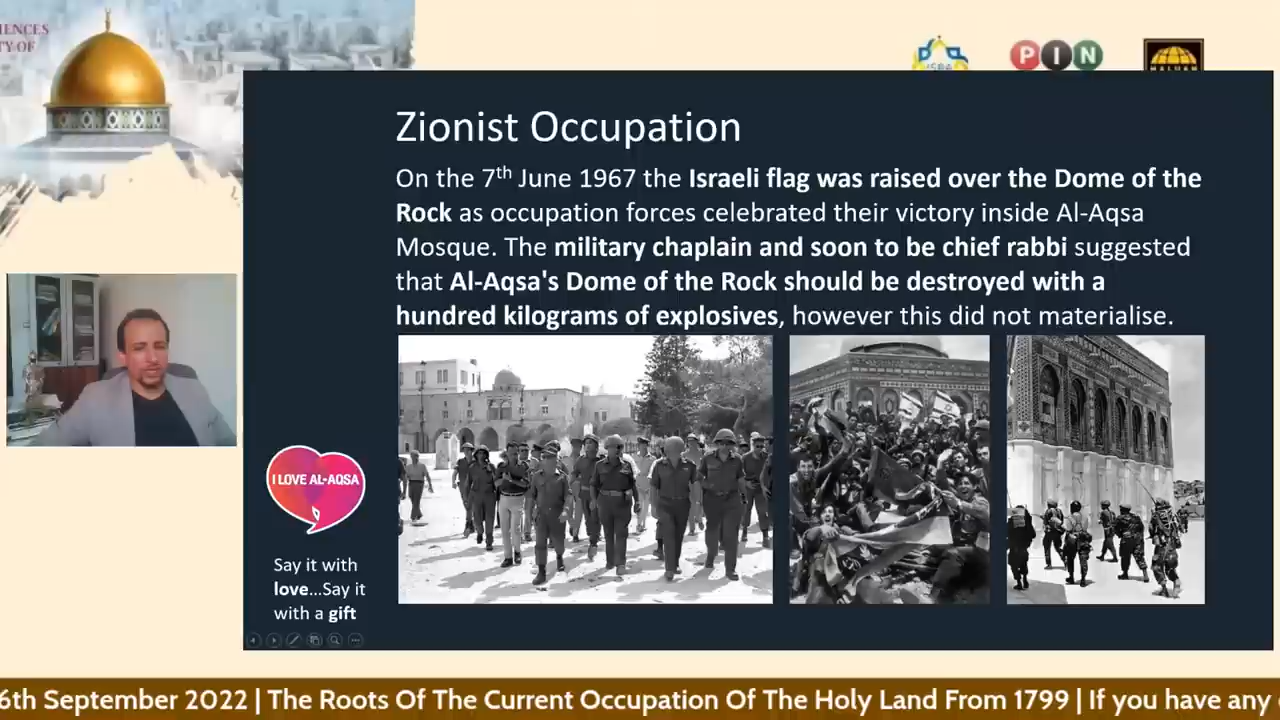 IENCES
TY OF
PIN
Zionist Occupation
On the 7th June 1967 the Israeli flag was raised over the Dome of the
Rock as occupation forces celebrated their victory inside Al-Aqsa
Mosque. The military chaplain and soon to be chief rabbi suggested
that Al-Aqsa's Dome of the Rock should be destroyed with a
hundred kilograms of explosives, however this did not materialise.
I LOVE AL-AQSA
Say it with
love...Say it
with a gift
6th September 2022 | The Roots Of The Current Occupation Of The Holy Land From 1799 | If you have any